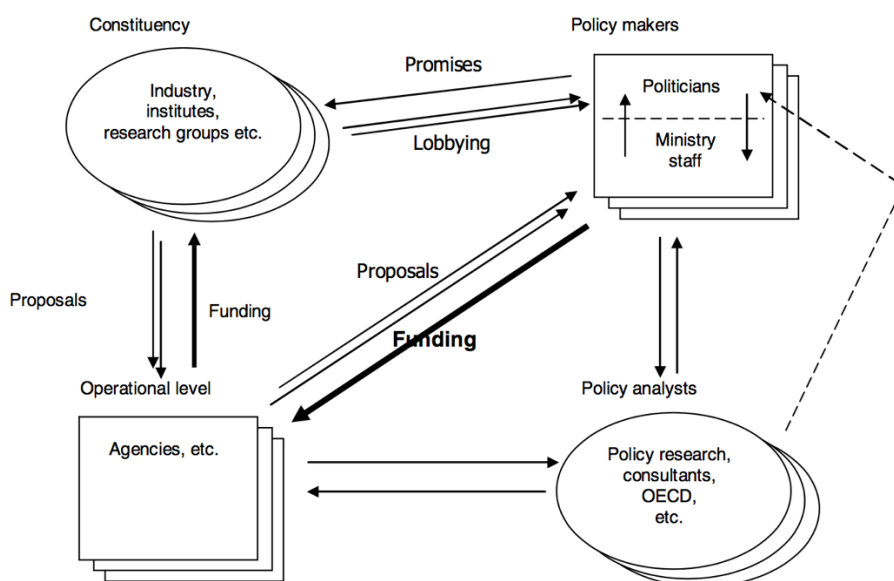 Constituency
Policy makers
Promises
Industry,
institutes,
research groups etc.
Politicians
Lobbying
Ministry
staff
Proposals
Proposals
Funding
Funding
Operational level
Policy analysts
Agencies, etc.
Policy research,
consultants,
OECD,
etc.